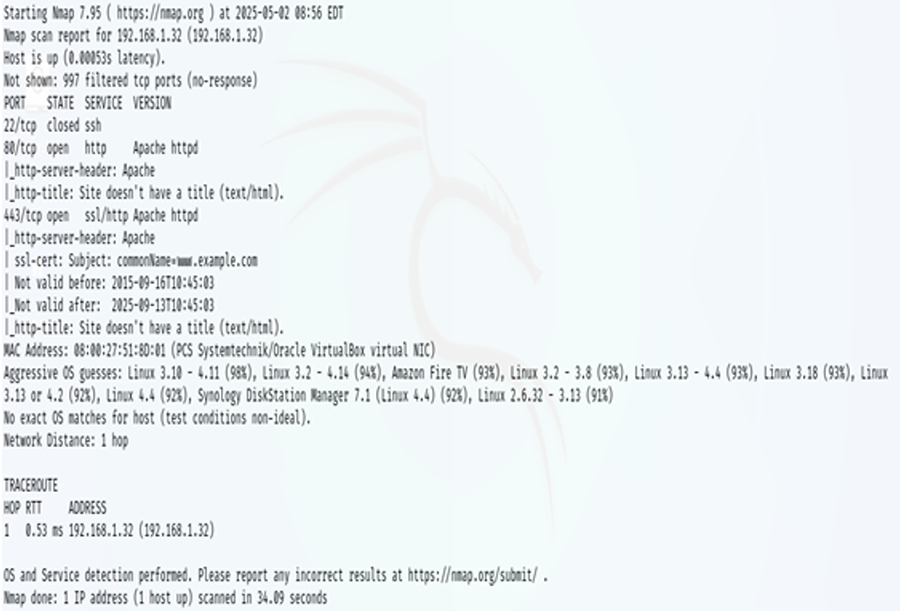 Starting Nmap 7.95 ( https://nmap.org ) at 2025-05-02 08:56 EDT
Nmap scan report for 192.168.1.32 (192.168.1.32)
Host is up (0.00053s latency).
Not shown: 997 filtered tcp ports (no-response)
PORT STATE SERVICE VERSION
22/tcp closed ssh
80/tcp open http Apache httpd
|_http-server-header: Apache
|_http-title: Site doesn't have a title (text/html).
443/tcp open ssl/http Apache httpd
|_http-server-header: Apache
| ssl-cert: Subject: commonName=www.example.com
| Not valid before: 2015-09-16T10:45:03
|_Not valid after: 2025-09-13T10:45:03
|_http-title: Site doesn't have a title (text/html).
MAC Address: 08:00:27:51:8D:01 (PCS Systemtechnik/Oracle VirtualBox virtual NIC)
Aggressive OS guesses: Linux 3.10 - 4.11 (98%), Linux 3.2 - 4.14 (94%), Amazon Fire TV (93%), Linux 3.2 - 3.8 (93%), Linux 3.13 - 4.4 (93%), Linux 3.18 (93%), Linux
3.13 or 4.2 (92%), Linux 4.4 (92%), Synology DiskStation Manager 7.1 (Linux 4.4) (92%), Linux 2.6.32 - 3.13 (91%)
No exact OS matches for host (test conditions non-ideal).
Network Distance: 1 hop
TRACEROUTE
HOP RTT ADDRESS
1 0.53 ms 192.168.1.32 (192.168.1.32)
OS and Service detection performed. Please report any incorrect results at https://nmap.org/submit/ .
Nmap done: 1 IP address (1 host up) scanned in 34.09 seconds